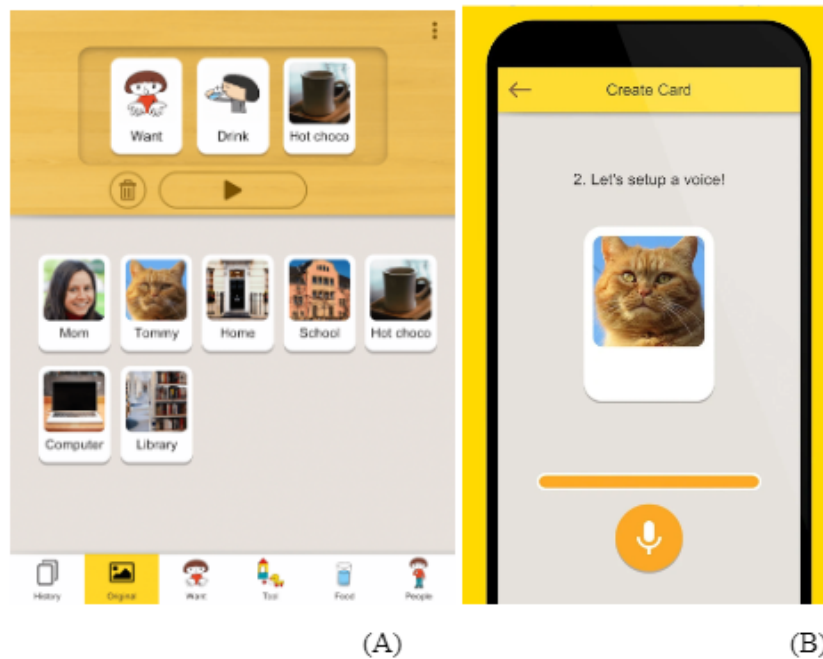 Want Drink Hot choco
Mom Tommy Home School Hot choco
Computer Library
History Original Want Tool Food People
Create Card
2. Let's setup a voice!
(A) (B)